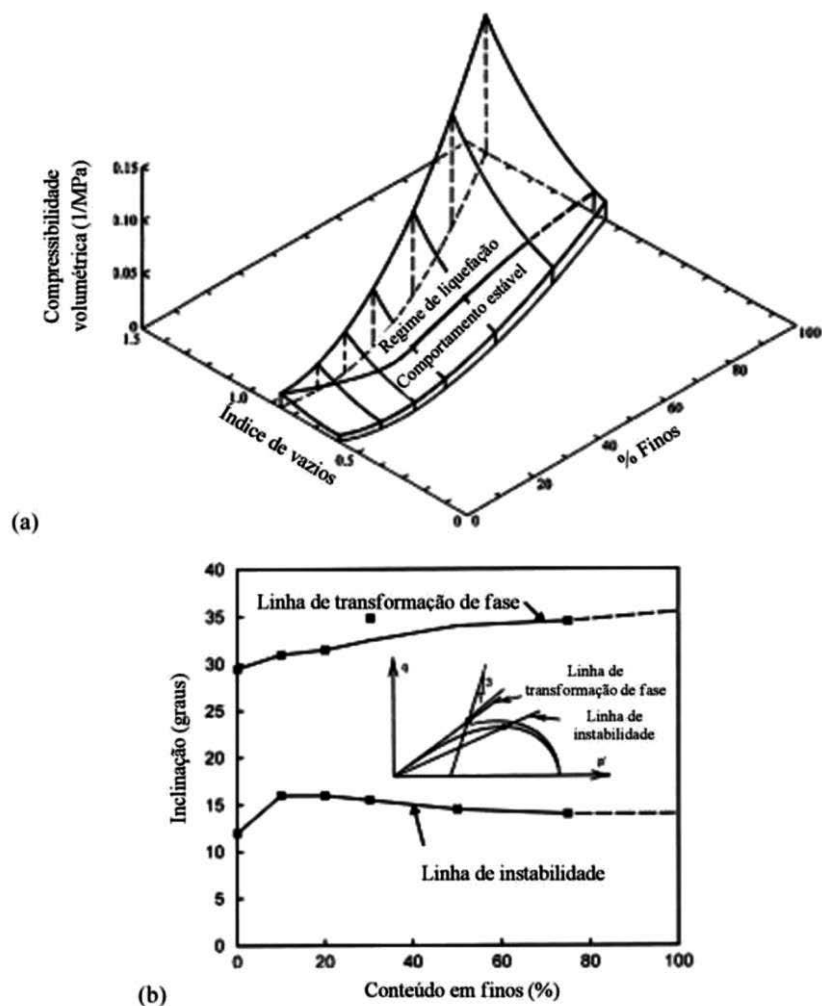 Compressibilidade
volumétrica (1/MPa)
0.15
0.10
0.05
0
1.5
1.0
0.5
0
Índice de vazios
Regime de liquefação
Comportamento estável
0
20
40
60
80
100
% Finos
(a)
40
35
30
25
20
15
10
5
0
Inclinação (graus)
Linha de transformação de fase
q
3
Linha de
transformação de fase
Linha de
instabilidade
p'
Linha de instabilidade
0
20
40
60
80
100
Conteúdo em finos (%)
(b)